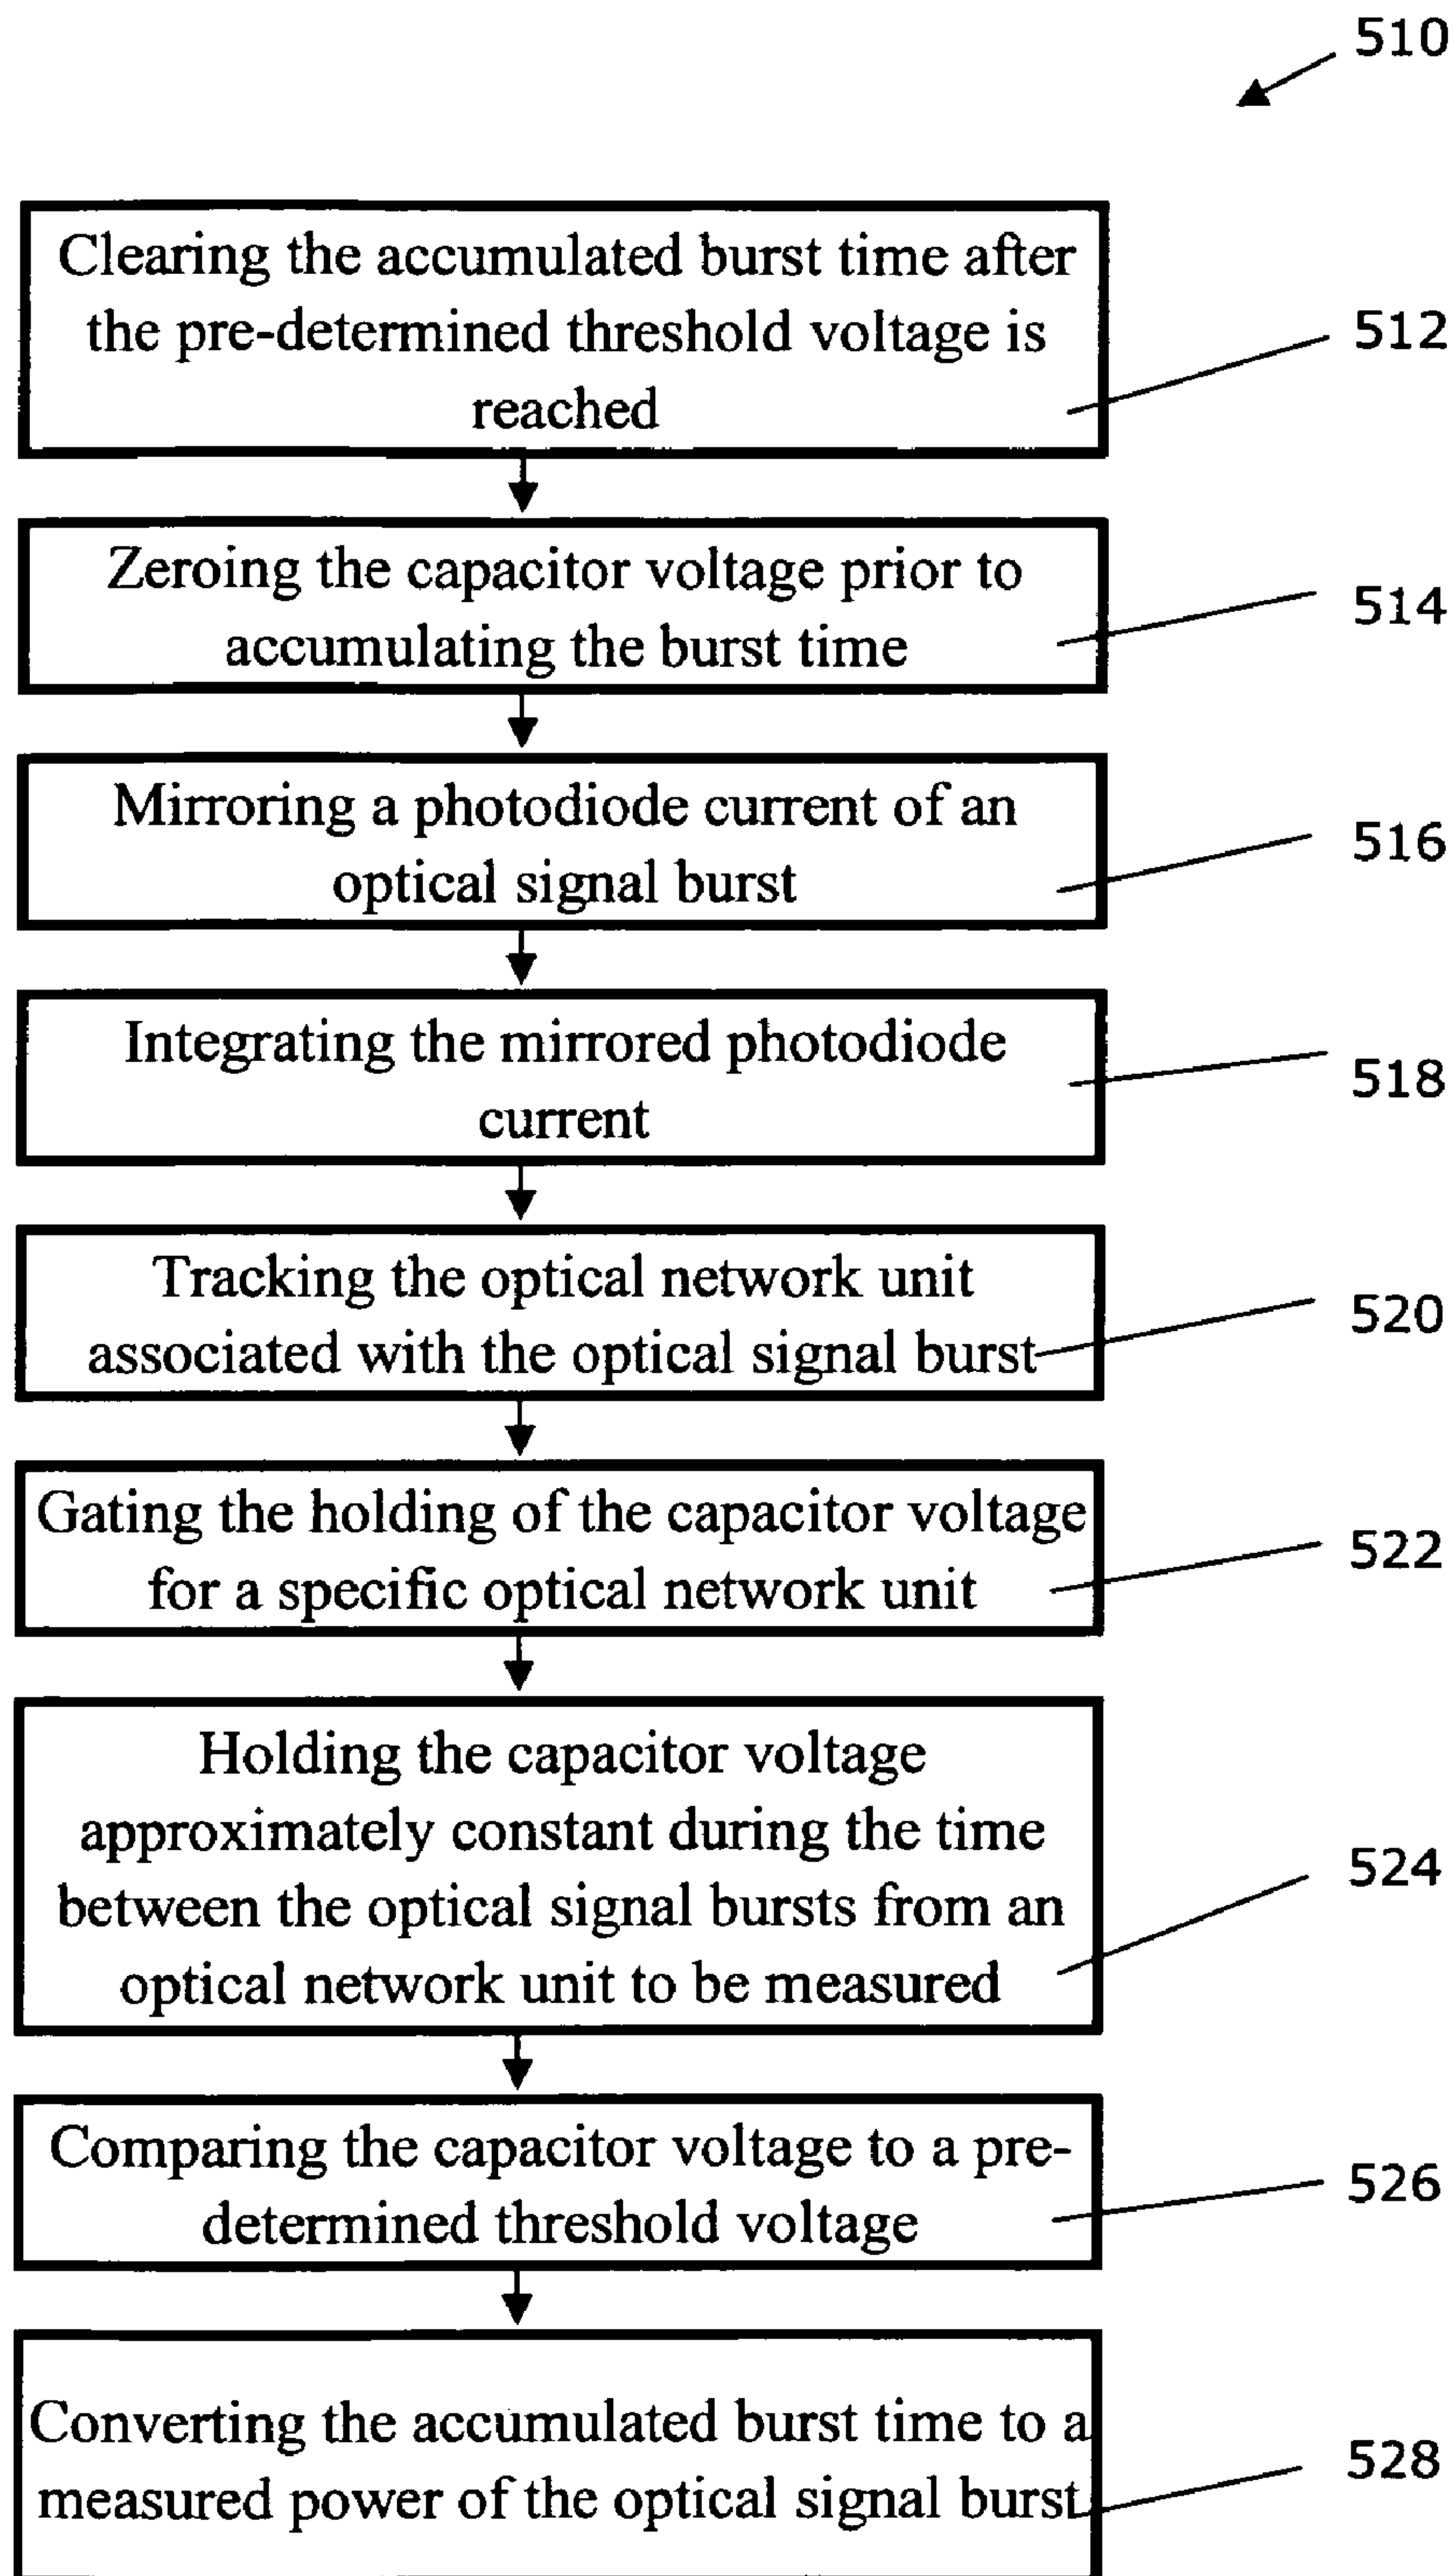 510
Clearing the accumulated burst time after
the pre-determined threshold voltage is
reached
512
Zeroing the capacitor voltage prior to
accumulating the burst time
514
Mirroring a photodiode current of an
optical signal burst
516
Integrating the mirrored photodiode
current
518
Tracking the optical network unit
associated with the optical signal burst
520
Gating the holding of the capacitor voltage
for a specific optical network unit
522
Holding the capacitor voltage
approximately constant during the time
between the optical signal bursts from an
optical network unit to be measured
524
Comparing the capacitor voltage to a pre-
determined threshold voltage
526
Converting the accumulated burst time to a
measured power of the optical signal burst
528